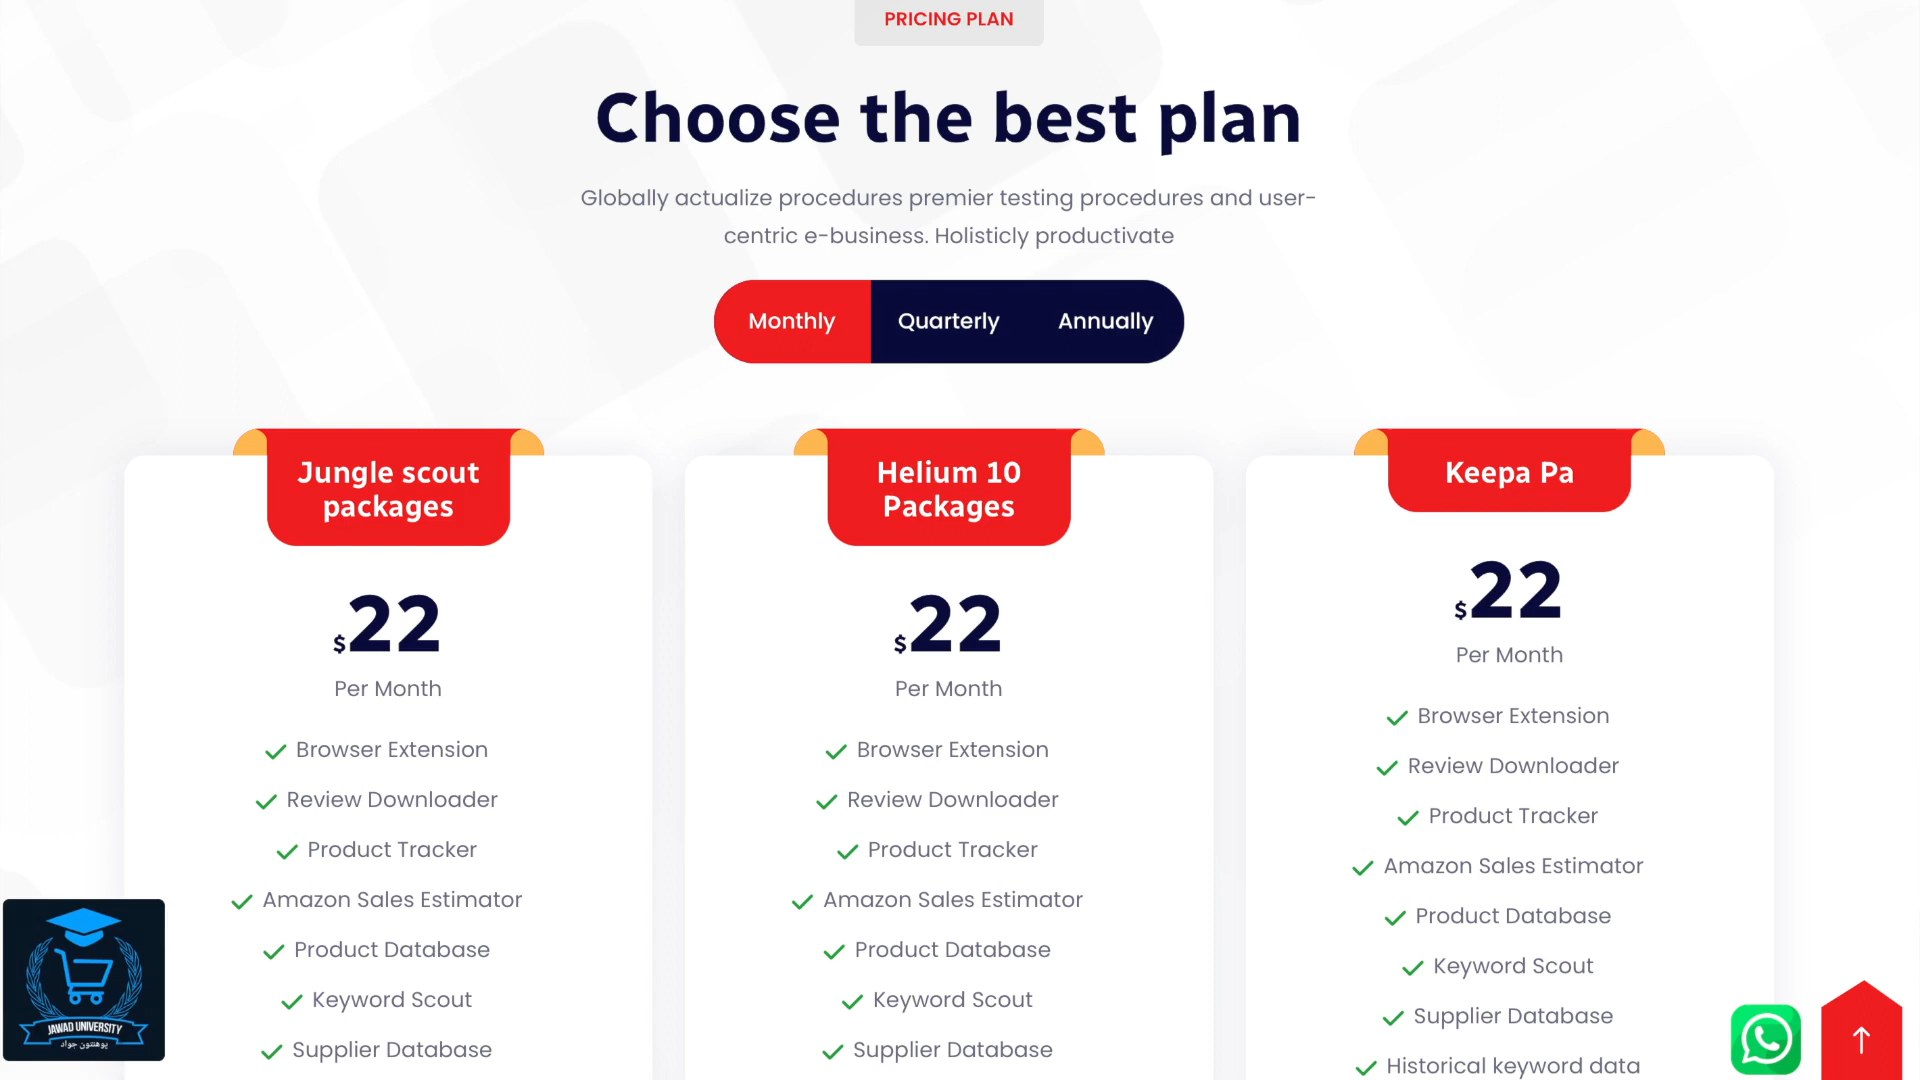 PRICING PLAN
Choose the best plan
Globally actualize procedures premier testing procedures and user-
centric e-business. Holisticly productivate
Monthly
Quarterly
Annually
Jungle scout
packages
$22
Per Month
Browser Extension
Review Downloader
Product Tracker
Amazon Sales Estimator
Product Database
Keyword Scout
Supplier Database
Helium 10
Packages
$22
Per Month
Browser Extension
Review Downloader
Product Tracker
Amazon Sales Estimator
Product Database
Keyword Scout
Supplier Database
Keepa Pa
$22
Per Month
Browser Extension
Review Downloader
Product Tracker
Amazon Sales Estimator
Product Database
Keyword Scout
Supplier Database
Historical keyword data
JAWAD UNIVERSITY
پوهنتون جواد